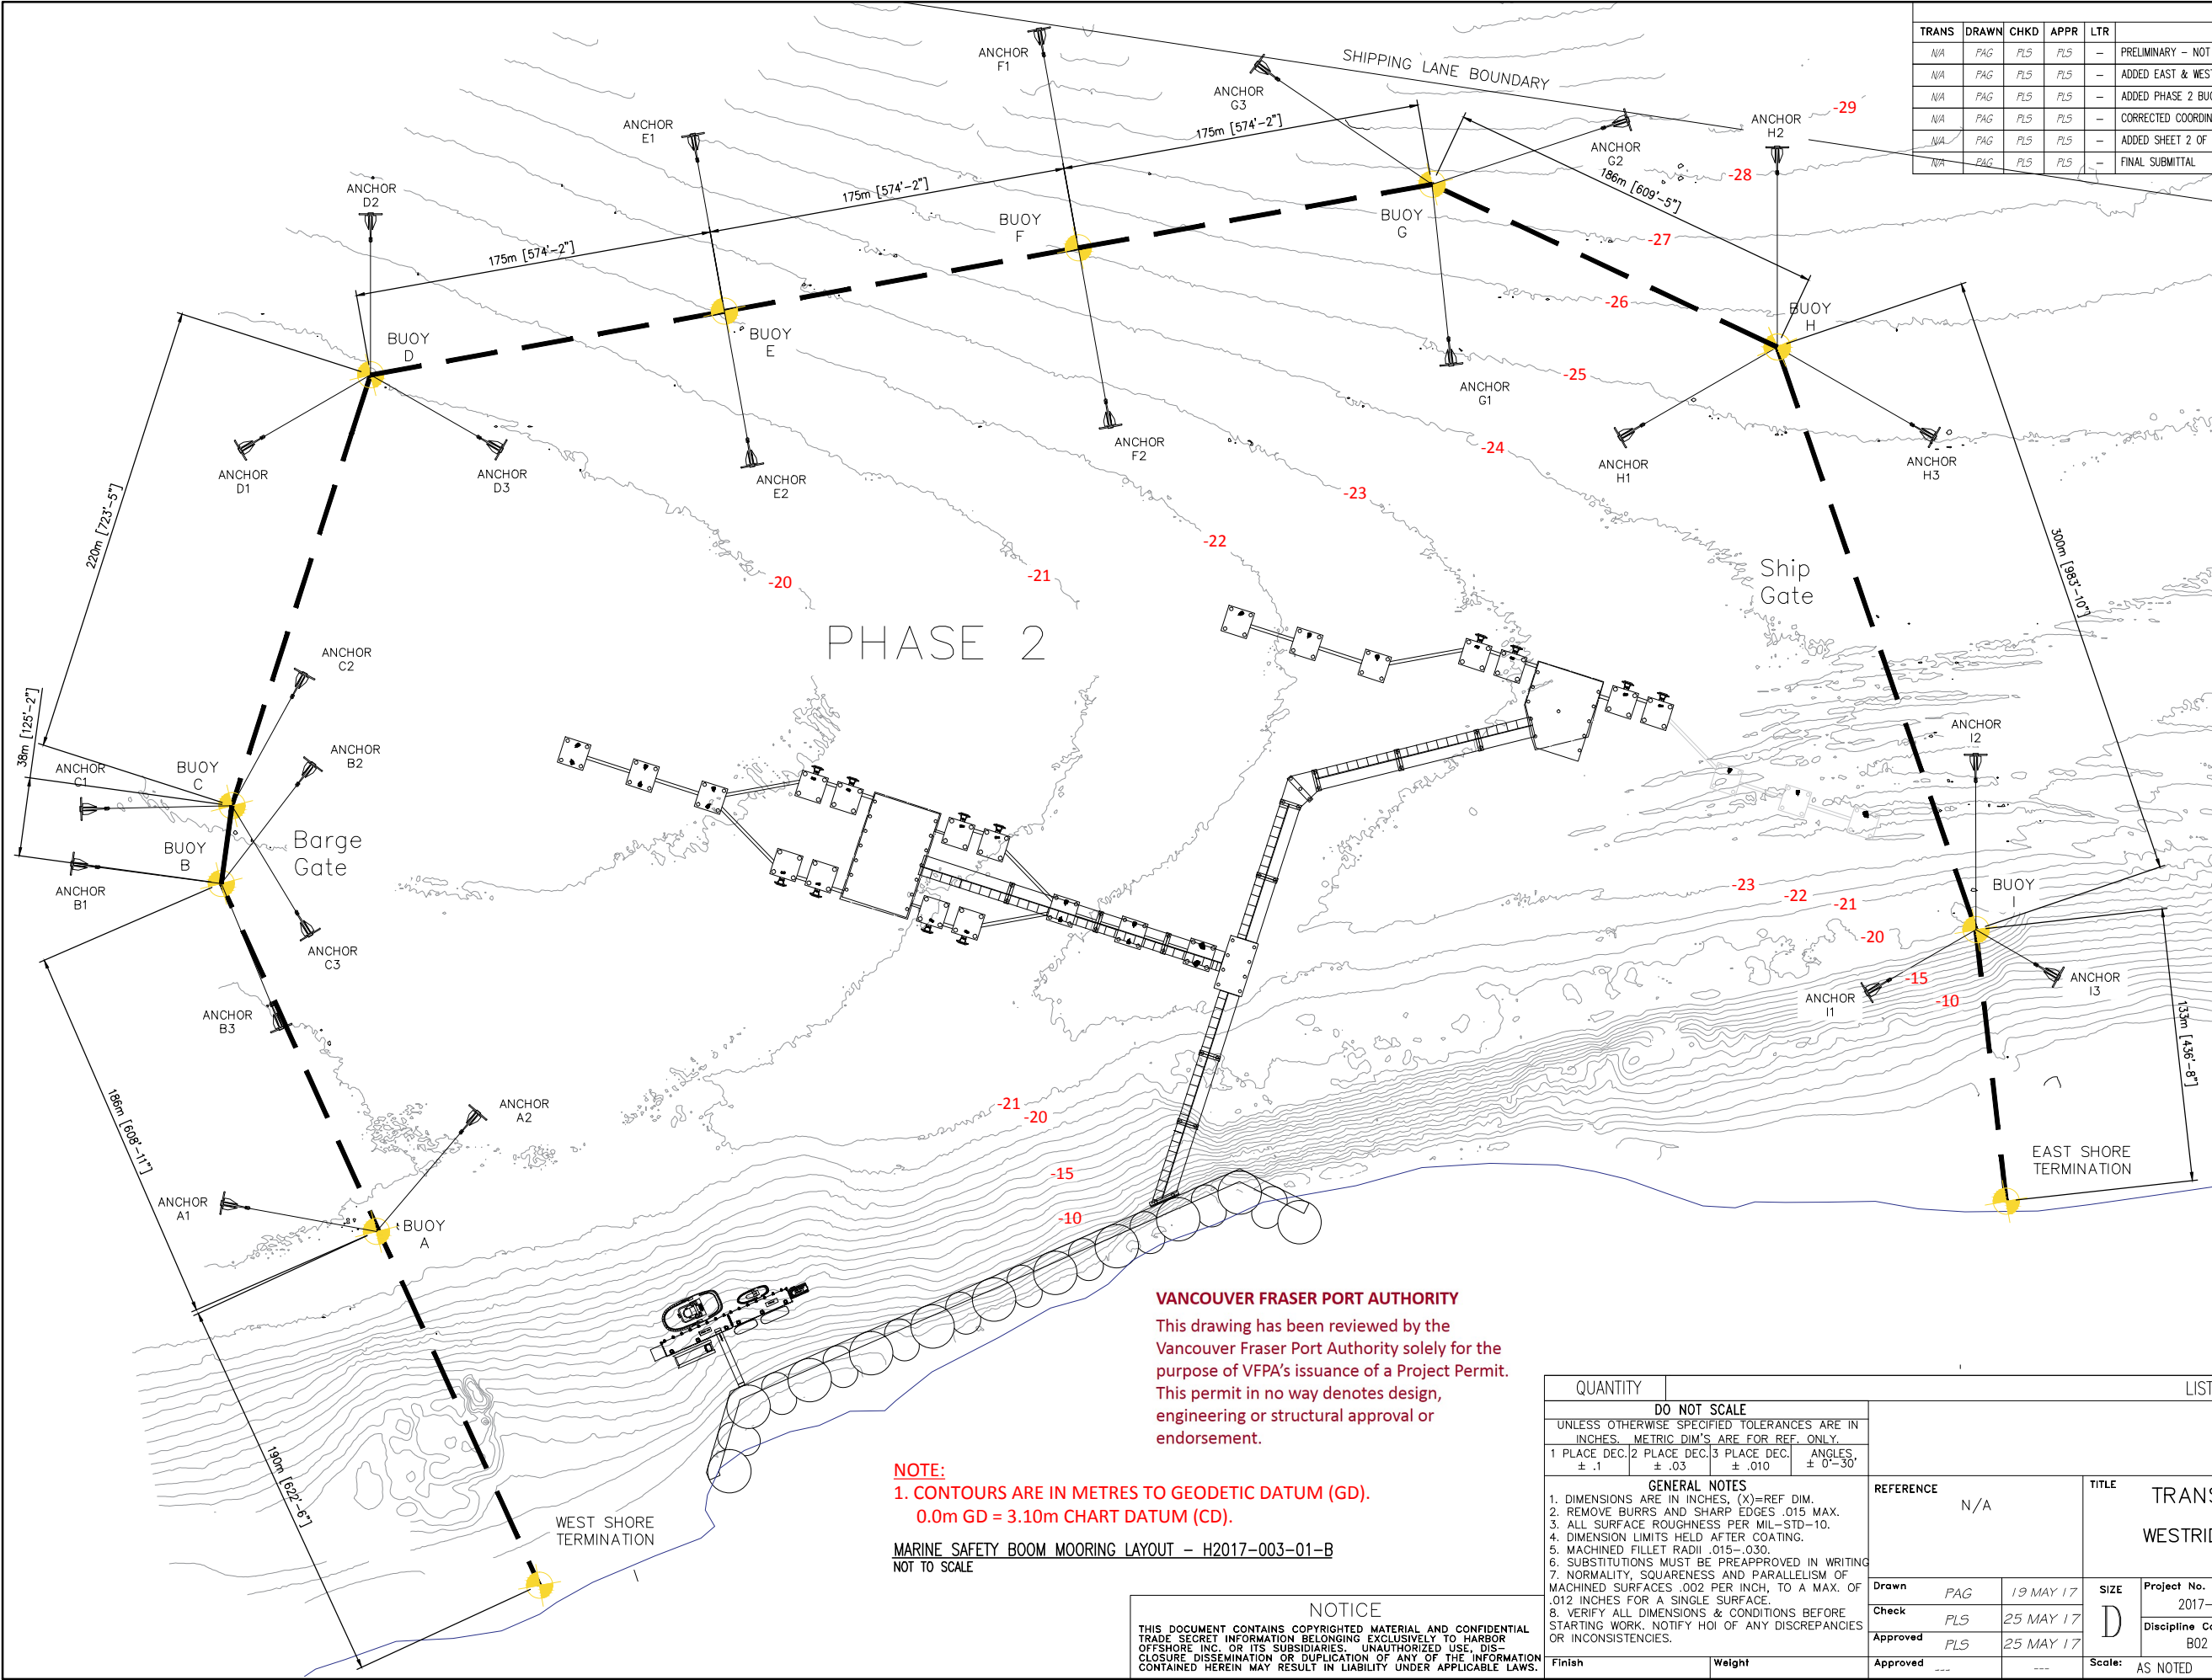 TRANS DRAWN CHKD APPR LTR
N/A PAG PLS PLS – PRELIMINARY – NOT
N/A PAG PLS PLS – ADDED EAST & WEST
N/A PAG PLS PLS – ADDED PHASE 2 BUO
N/A PAG PLS PLS – CORRECTED COORDIN
N/A PAG PLS PLS – ADDED SHEET 2 OF
N/A PAG PLS PLS – FINAL SUBMITTAL
SHIPPING LANE BOUNDARY
ANCHOR
F1
ANCHOR
G3
ANCHOR
E1
ANCHOR
G2
ANCHOR
H2
ANCHOR
D2
175m [574'-2"]
175m [574'-2"]
175m [574'-2"]
186m [609'-5"]
-29
-28
-27
-26
-25
-24
-23
-22
-21
-20
BUOY
D
BUOY
E
BUOY
F
BUOY
G
BUOY
H
ANCHOR
D1
ANCHOR
D3
ANCHOR
E2
ANCHOR
F2
ANCHOR
G1
ANCHOR
H1
ANCHOR
H3
220m [723'-5"]
300m [983'-10"]
Ship
Gate
PHASE 2
ANCHOR
C2
ANCHOR
B2
38m [125'-2"]
ANCHOR
C1
BUOY
C
BUOY
B
Barge
Gate
ANCHOR
B1
ANCHOR
C3
ANCHOR
B3
ANCHOR
I2
BUOY
I
-23
-22
-21
-20
-15
-10
ANCHOR
I1
ANCHOR
I3
133m [436'-8"]
EAST SHORE
TERMINATION
186m [608'-11"]
ANCHOR
A2
ANCHOR
A1
BUOY
A
-21
-20
-15
-10
190m [622'-6"]
WEST SHORE
TERMINATION
VANCOUVER FRASER PORT AUTHORITY
This drawing has been reviewed by the
Vancouver Fraser Port Authority solely for the
purpose of VFPA's issuance of a Project Permit.
This permit in no way denotes design,
engineering or structural approval or
endorsement.
NOTE:
1. CONTOURS ARE IN METRES TO GEODETIC DATUM (GD).
0.0m GD = 3.10m CHART DATUM (CD).
MARINE SAFETY BOOM MOORING LAYOUT – H2017-003-01-B
NOT TO SCALE
NOTICE
THIS DOCUMENT CONTAINS COPYRIGHTED MATERIAL AND CONFIDENTIAL
TRADE SECRET INFORMATION BELONGING EXCLUSIVELY TO HARBOR
OFFSHORE INC. OR ITS SUBSIDIARIES. UNAUTHORIZED USE, DIS–
CLOSURE DISSEMINATION OR DUPLICATION OF ANY OF THE INFORMATION
CONTAINED HEREIN MAY RESULT IN LIABILITY UNDER APPLICABLE LAWS.
QUANTITY LIST
DO NOT SCALE
UNLESS OTHERWISE SPECIFIED TOLERANCES ARE IN
INCHES. METRIC DIM'S ARE FOR REF. ONLY.
1 PLACE DEC. 2 PLACE DEC. 3 PLACE DEC. ANGLES
± .1 ± .03 ± .010 ± 0°-30'
GENERAL NOTES
1. DIMENSIONS ARE IN INCHES, (X)=REF DIM.
2. REMOVE BURRS AND SHARP EDGES .015 MAX.
3. ALL SURFACE ROUGHNESS PER MIL–STD–10.
4. DIMENSION LIMITS HELD AFTER COATING.
5. MACHINED FILLET RADII .015–.030.
6. SUBSTITUTIONS MUST BE PREAPPROVED IN WRITING
7. NORMALITY, SQUARENESS AND PARALLELISM OF
MACHINED SURFACES .002 PER INCH, TO A MAX. OF
.012 INCHES FOR A SINGLE SURFACE.
8. VERIFY ALL DIMENSIONS & CONDITIONS BEFORE
STARTING WORK. NOTIFY HOI OF ANY DISCREPANCIES
OR INCONSISTENCIES.
Finish Weight
REFERENCE
N/A
TITLE
TRANS
WESTRID
Drawn PAG 19 MAY 17
Check PLS 25 MAY 17
Approved PLS 25 MAY 17
Approved --- ---
SIZE
D
Project No.
2017-
Discipline Co
B02
Scale: AS NOTED